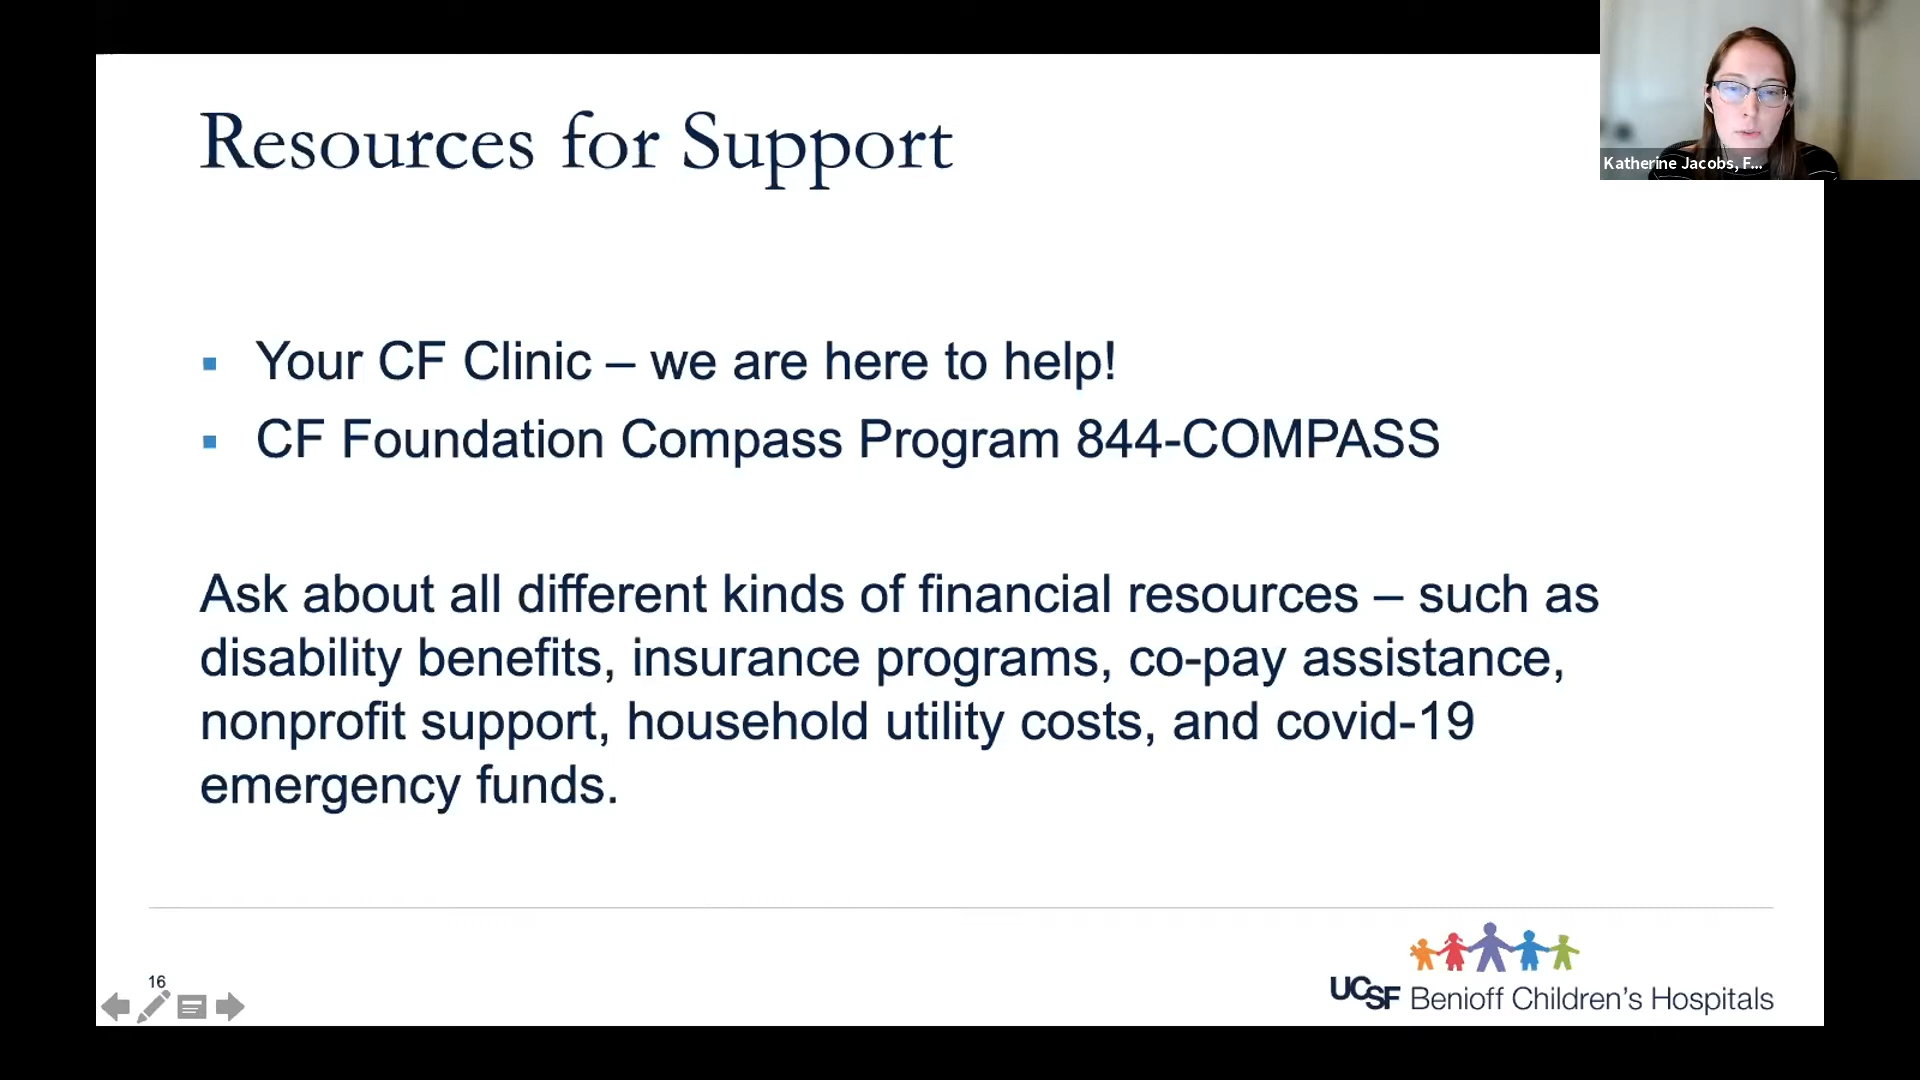 Resources for Support
Katherine Jacobs, F...
▪ Your CF Clinic – we are here to help!
▪ CF Foundation Compass Program 844-COMPASS
Ask about all different kinds of financial resources – such as
disability benefits, insurance programs, co-pay assistance,
nonprofit support, household utility costs, and covid-19
emergency funds.
16
UCSF Benioff Children's Hospitals